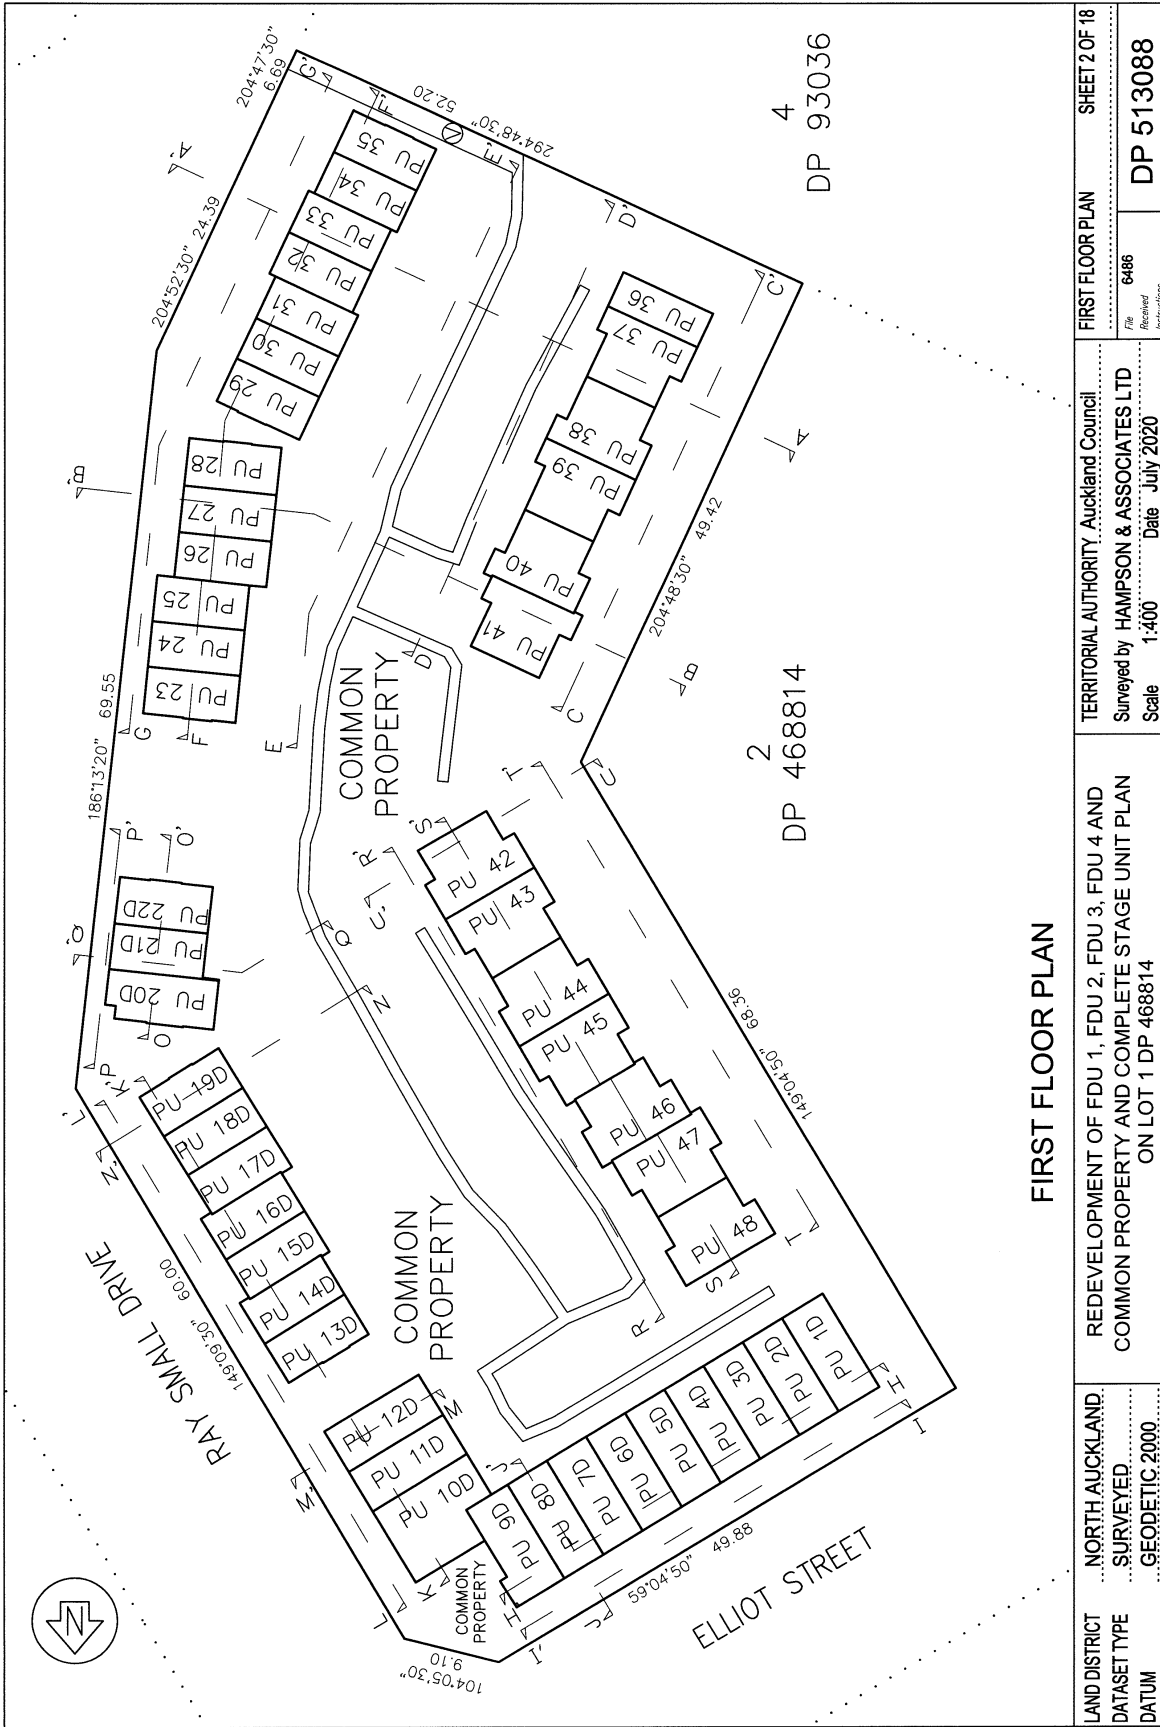 N
RAY SMALL DRIVE
ELLIOT STREET
104°05'30"
9.10
149°09'30"
60.00
186°13'20"
69.55
204°52'30"
24.39
204°47'30"
6.69
52.20
294°48'30"
204°48'30"
49.42
149°04'50"
68.36
59°04'50"
49.88
COMMON
PROPERTY
COMMON
PROPERTY
COMMON
PROPERTY
PU 1D
PU 2D
PU 3D
PU 4D
PU 5D
PU 6D
PU 7D
PU 8D
PU 9D
PU 10D
PU 11D
PU 12D
PU 13D
PU 14D
PU 15D
PU 16D
PU 17D
PU 18D
PU 19D
PU 20D
PU 21D
PU 22D
PU 23
PU 24
PU 25
PU 26
PU 27
PU 28
PU 29
PU 30
PU 31
PU 32
PU 33
PU 34
PU 35
PU 36
PU 37
PU 38
PU 39
PU 40
PU 41
PU 42
PU 43
PU 44
PU 45
PU 46
PU 47
PU 48
A
A'
B
B'
C
C'
D
D'
E
E'
F
F'
G
G'
H
H'
I
I'
J
J'
K
K'
L
L'
M
M'
N
N'
O
O'
P
P'
Q
Q'
R
R'
S
S'
T
T'
U
U'
2
DP 468814
4
DP 93036
FIRST FLOOR PLAN
LAND DISTRICT NORTH AUCKLAND
DATASET TYPE SURVEYED
DATUM GEODETIC 2000
REDEVELOPMENT OF FDU 1, FDU 2, FDU 3, FDU 4 AND
COMMON PROPERTY AND COMPLETE STAGE UNIT PLAN
ON LOT 1 DP 468814
TERRITORIAL AUTHORITY Auckland Council
Surveyed by HAMPSON & ASSOCIATES LTD
Scale 1:400 Date July 2020
FIRST FLOOR PLAN
SHEET 2 OF 18
File 6486
Received
DP 513088